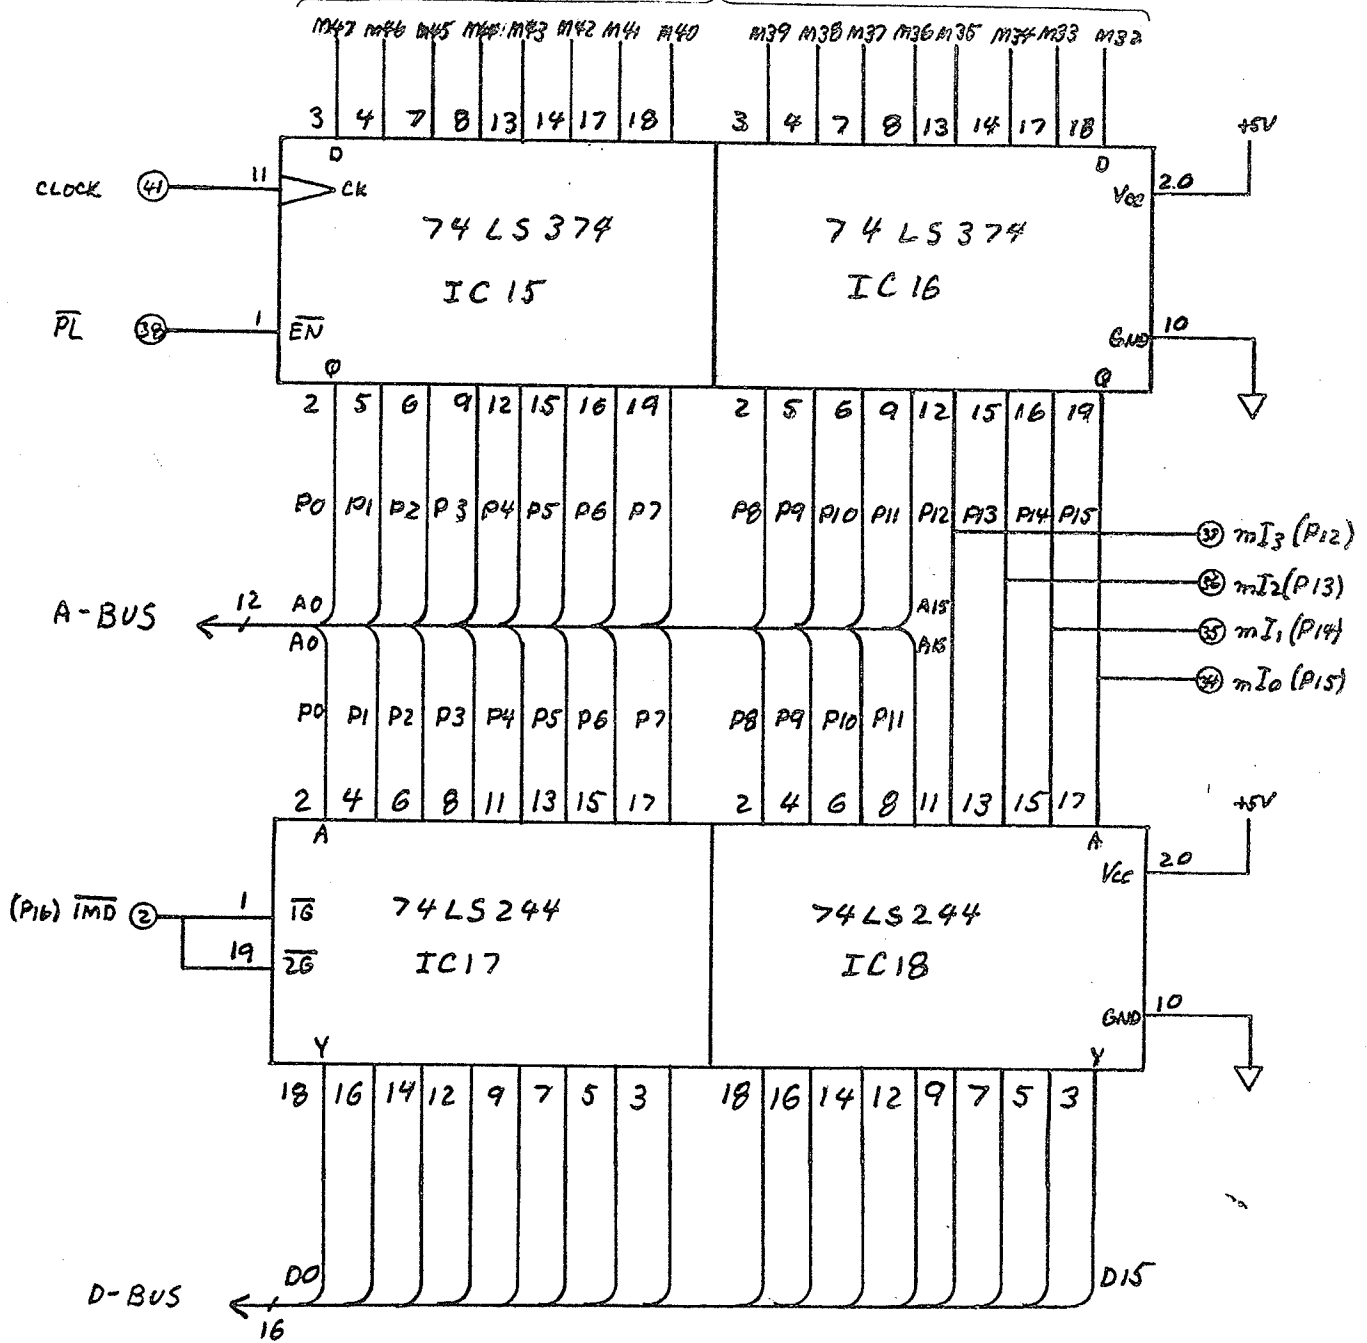 M47 M46 M45 M44 M43 M42 M41 M40 M39 M38 M37 M36 M35 M34 M33 M32
3 4 7 8 13 14 17 18 3 4 7 8 13 14 17 18
+5V
D D
CLOCK 41 11 CK
Vcc 20
74LS374 74LS374
IC15 IC16
PL 38 1 EN
GND 10
Q Q
2 5 6 9 12 15 16 19 2 5 6 9 12 15 16 19
P0 P1 P2 P3 P4 P5 P6 P7 P8 P9 P10 P11 P12 P13 P14 P15
37 mI3 (P12)
36 mI2 (P13)
A-BUS 12 A0 A15
35 mI1 (P14)
A0
34 mI0 (P15)
P0 P1 P2 P3 P4 P5 P6 P7 P8 P9 P10 P11
2 4 6 8 11 13 15 17 2 4 6 8 11 13 15 17
+5V
A A
Vcc 20
(P16) IMD 2 1 1G
74LS244 74LS244
19 2G
IC17 IC18
GND 10
Y Y
18 16 14 12 9 7 5 3 18 16 14 12 9 7 5 3
D0 D15
D-BUS
16